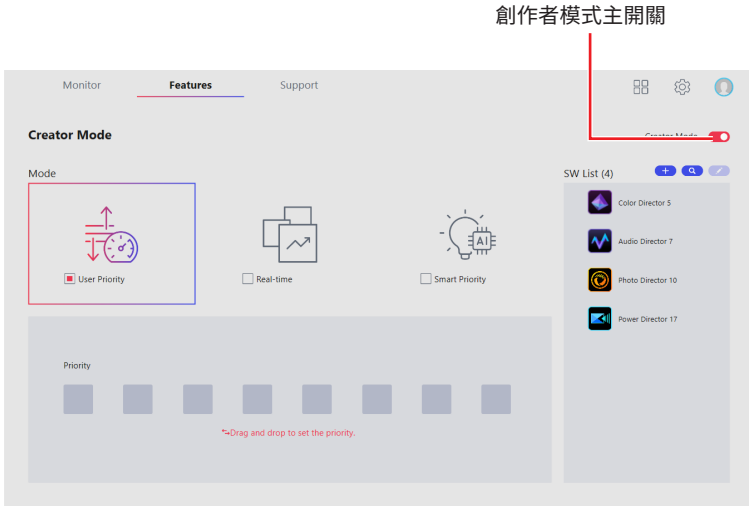 創作者模式主開關
Monitor
Features
Support
Creator Mode
Creator Mode
Mode
SW List (4)
User Priority
Real-time
AI
Smart Priority
Color Director 5
Audio Director 7
Photo Director 10
Power Director 17
Priority
Drag and drop to set the priority.